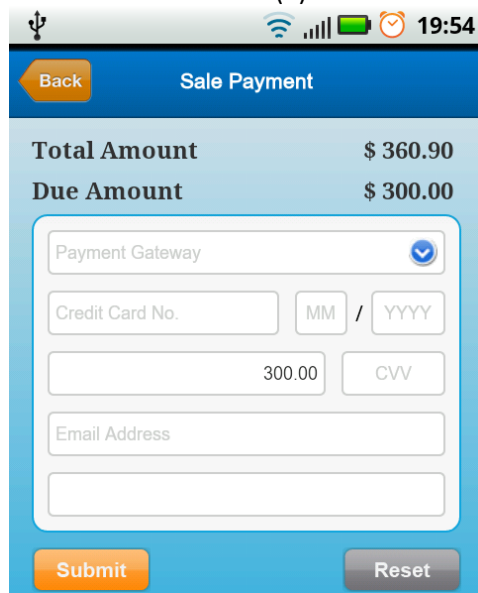 19:54
Back Sale Payment
Total Amount $ 360.90
Due Amount $ 300.00
Payment Gateway
Credit Card No. MM / YYYY
300.00 CVV
Email Address
Submit Reset